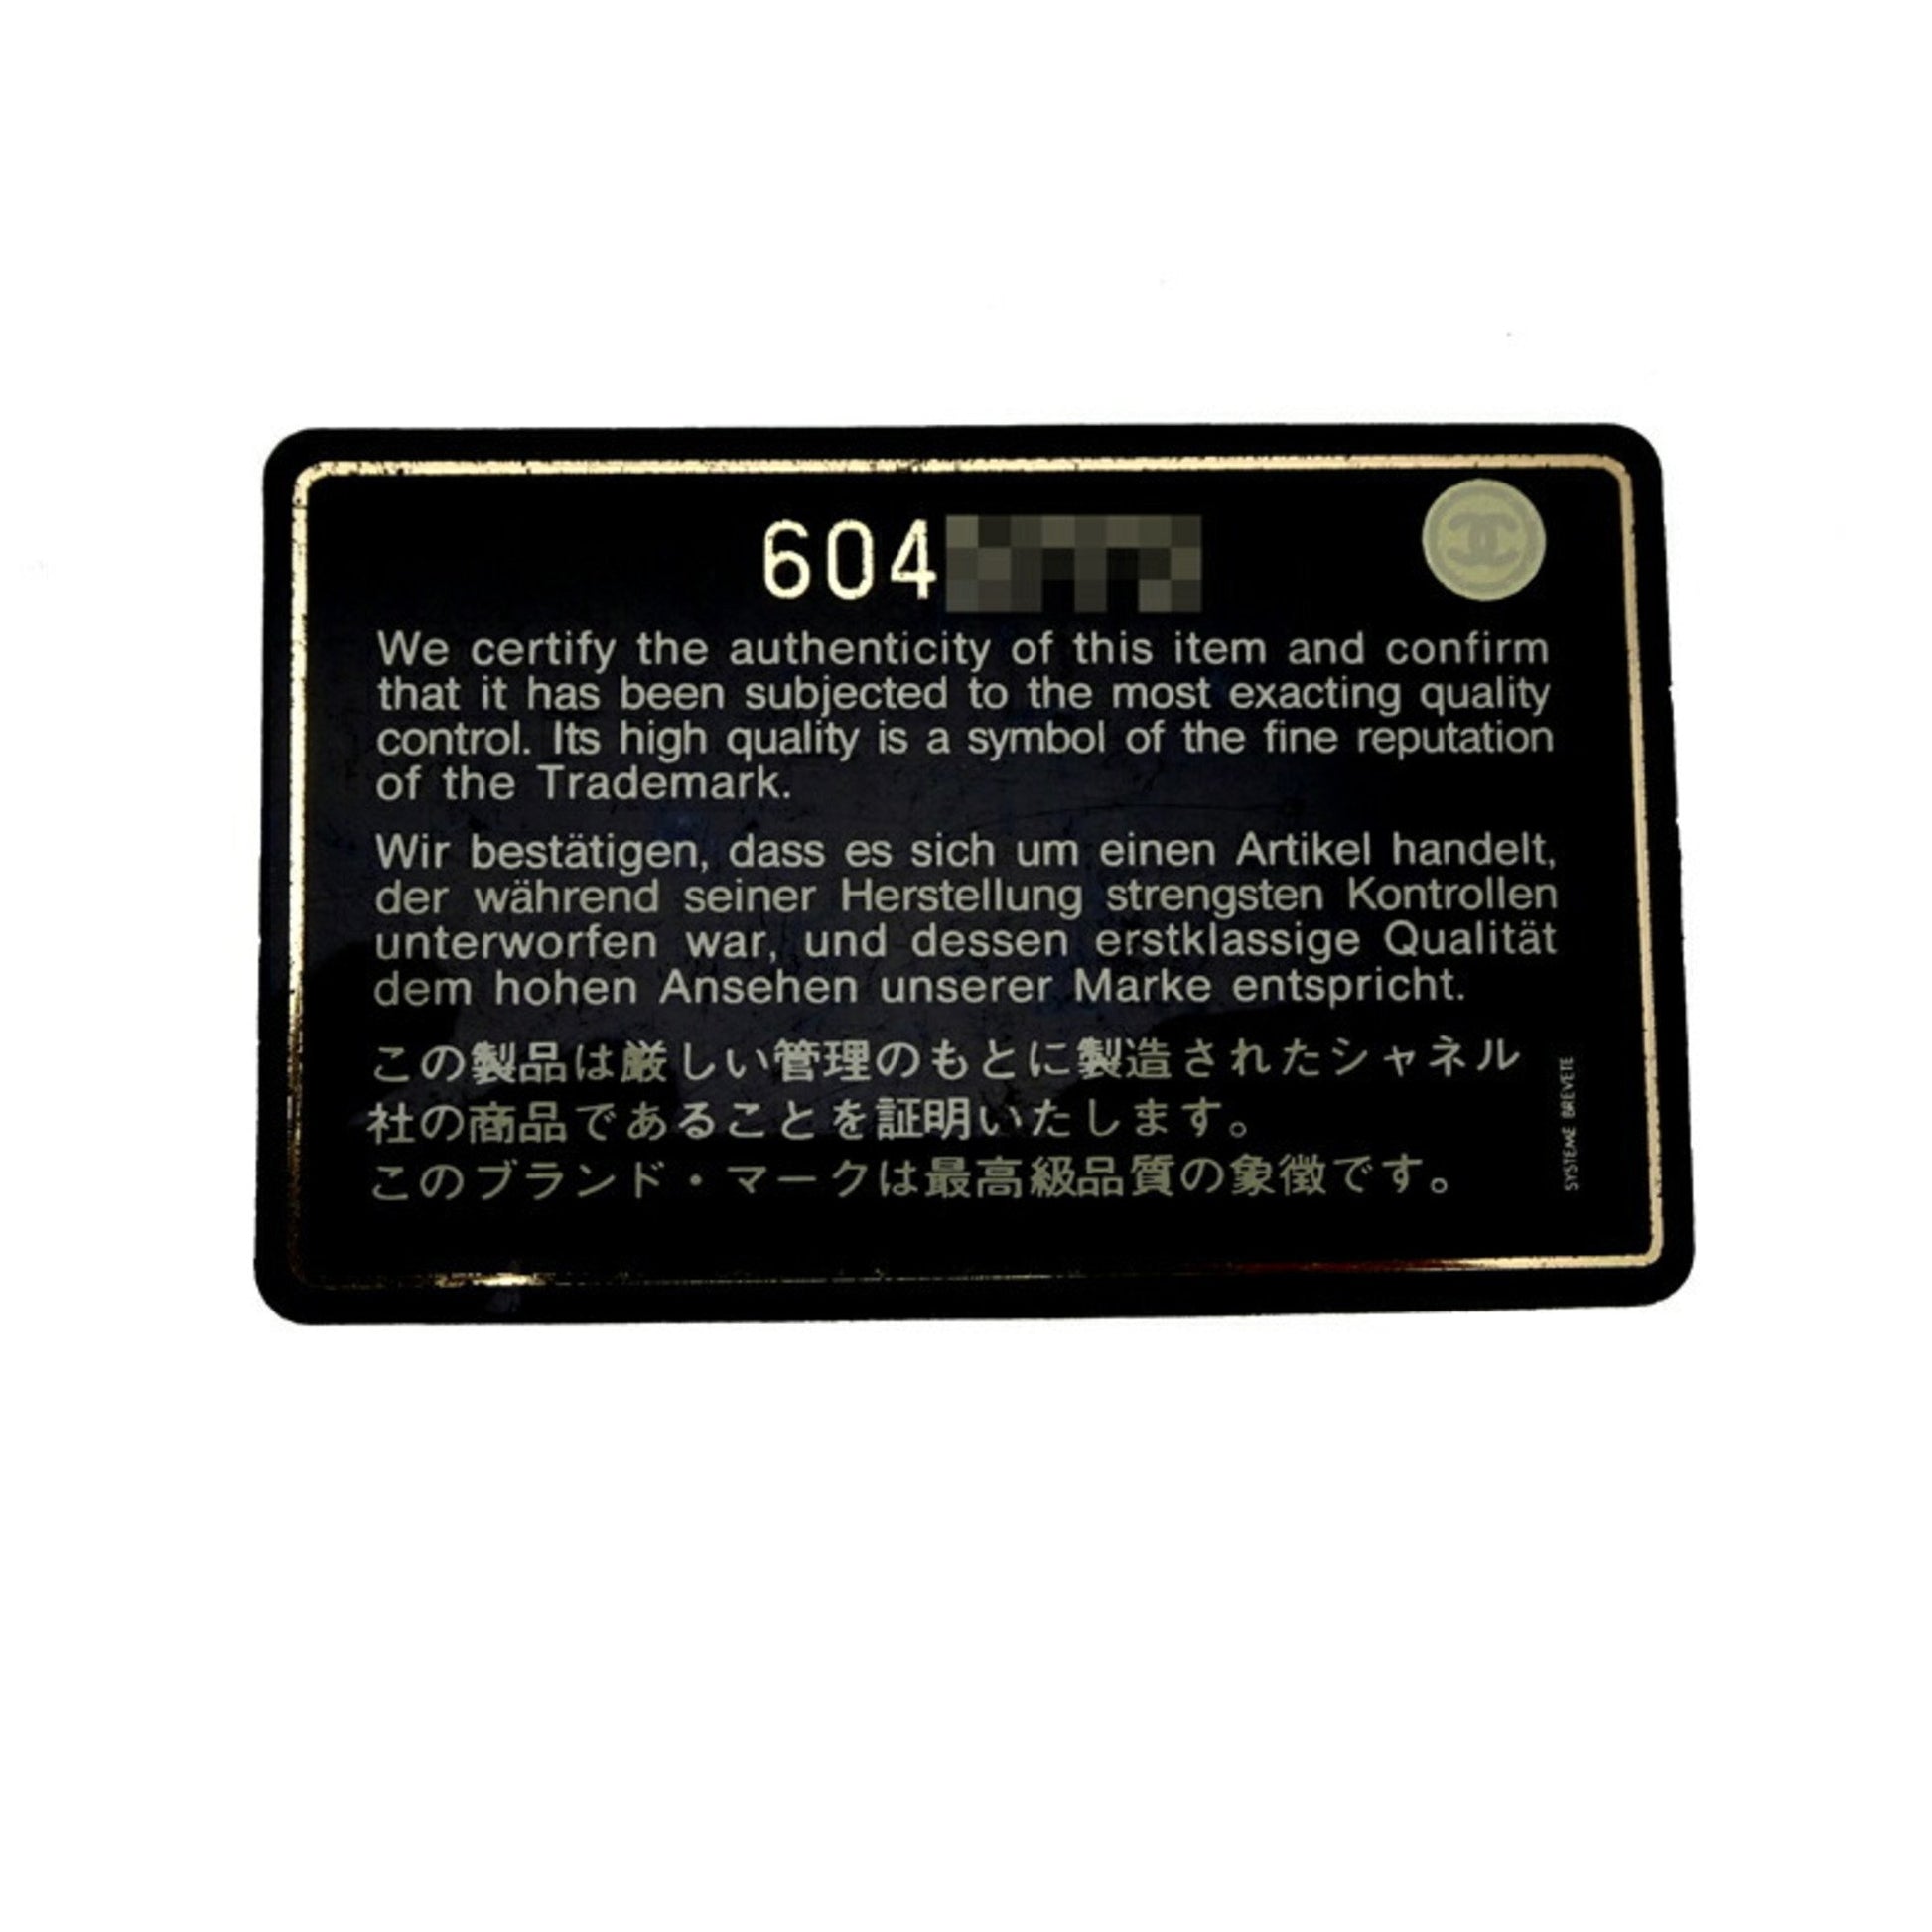 604
We certify the authenticity of this item and confirm
that it has been subjected to the most exacting quality
control. Its high quality is a symbol of the fine reputation
of the Trademark.
Wir bestätigen, dass es sich um einen Artikel handelt,
der während seiner Herstellung strengsten Kontrollen
unterworfen war, und dessen erstklassige Qualität
dem hohen Ansehen unserer Marke entspricht.
この製品は厳しい管理のもとに製造されたシャネル
社の商品であることを証明いたします。
このブランド・マークは最高級品質の象徴です。
SYSTEME BREVETE